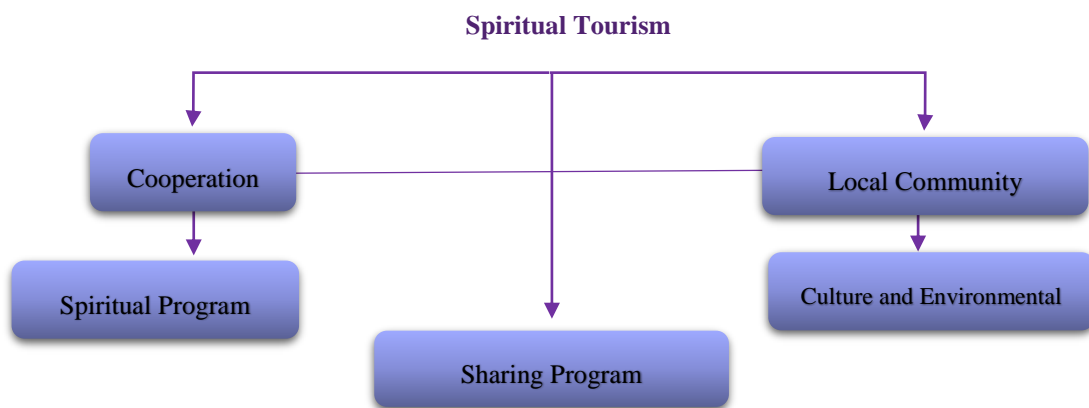 Spiritual Tourism
Cooperation
Local Community
Spiritual Program
Culture and Environmental
Sharing Program